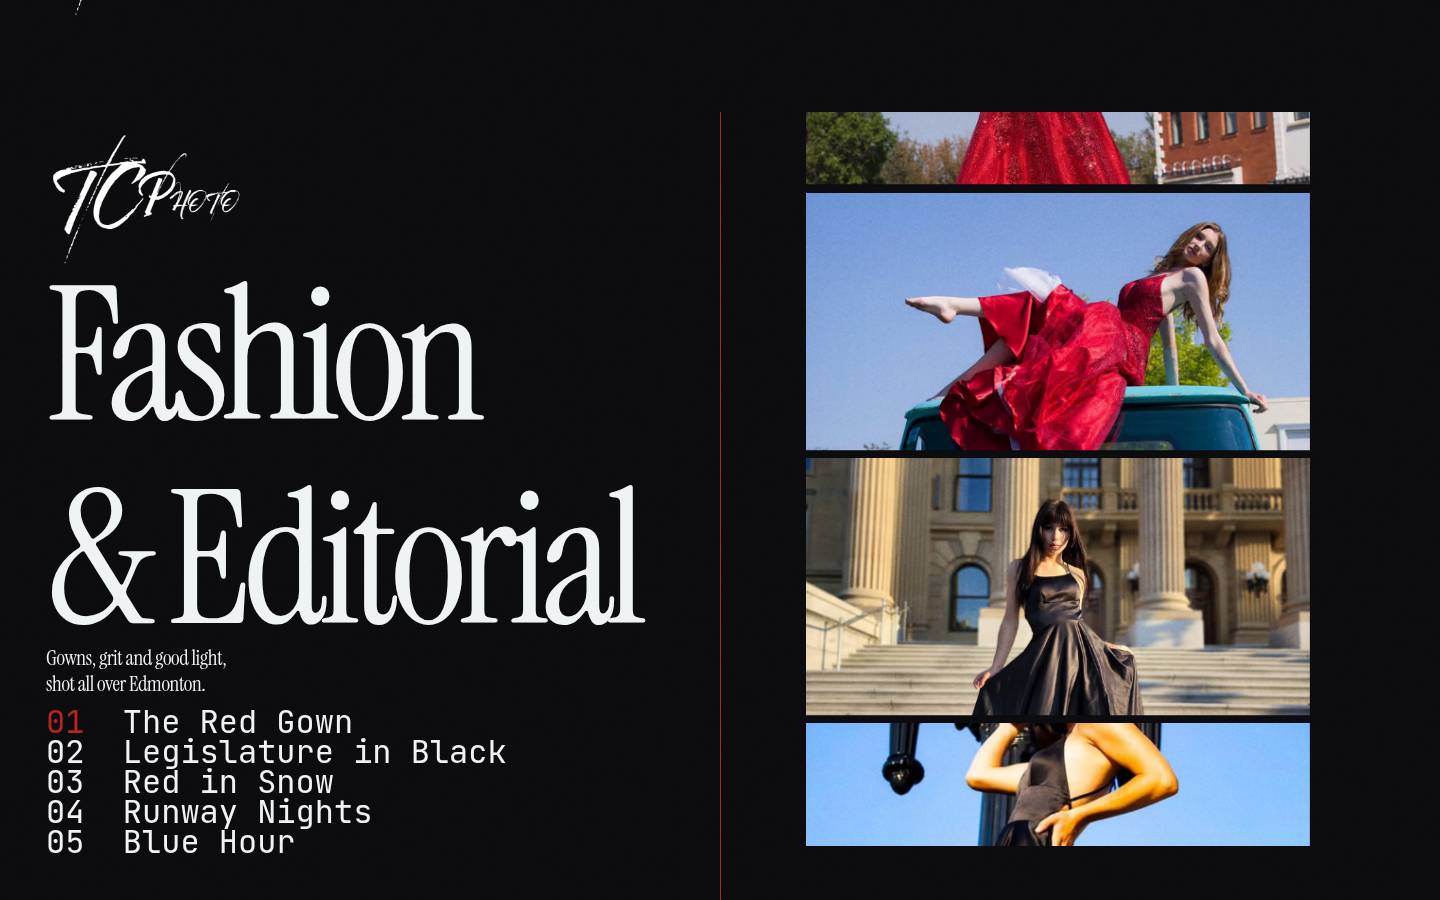 TCPHOTO
Fashion
& Editorial
Gowns, grit and good light,
shot all over Edmonton.
01 The Red Gown
02 Legislature in Black
03 Red in Snow
04 Runway Nights
05 Blue Hour